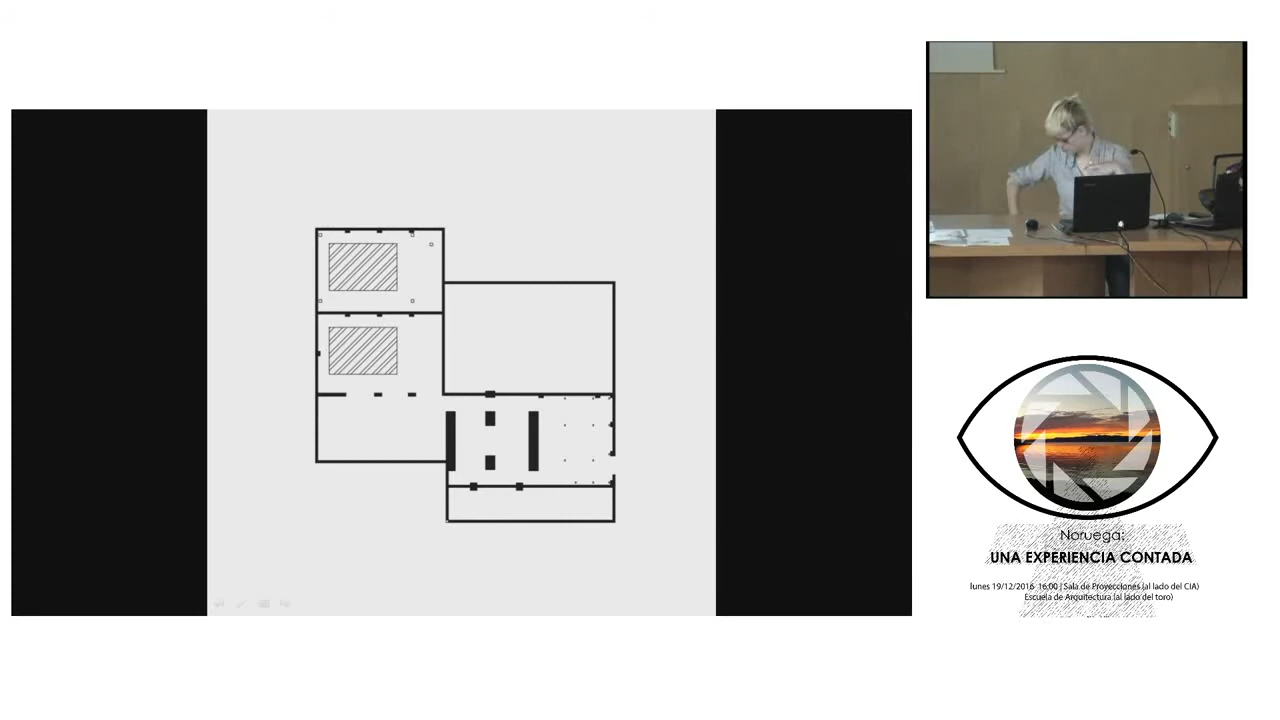 Noruega:
UNA EXPERIENCIA CONTADA
lunes 19/12/2016 16:00 | Sala de Proyecciones (al lado del CIA)
Escuela de Arquitectura (al lado del toro)